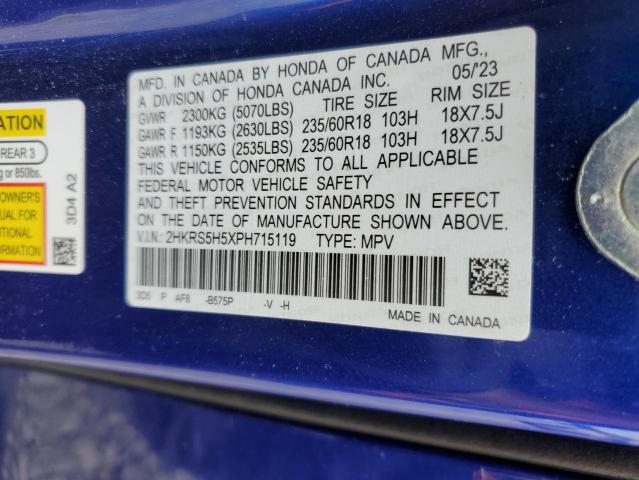 ATION
REAR 3
g or 850lbs.
OWNER'S
UAL FOR
ORMATION
3D4 A2
MFD. IN CANADA BY HONDA OF CANADA MFG.,
A DIVISION OF HONDA CANADA INC. 05/23
TIRE SIZE RIM SIZE
GVWR 2300KG (5070LBS)
GAWR F 1193KG (2630LBS) 235/60R18 103H 18X7.5J
GAWR R 1150KG (2535LBS) 235/60R18 103H 18X7.5J
THIS VEHICLE CONFORMS TO ALL APPLICABLE
FEDERAL MOTOR VEHICLE SAFETY
AND THEFT PREVENTION STANDARDS IN EFFECT
ON THE DATE OF MANUFACTURE SHOWN ABOVE.
V.I.N.: 2HKRS5H5XPH715119 TYPE: MPV
3D5 P AF8 -B575P -V -H
MADE IN CANADA